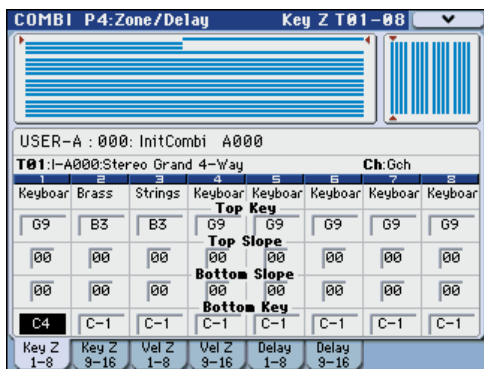 COMBI P4:Zone/Delay Key Z T01-08
USER-A : 000: InitCombi A000
T01:I-A000:Stereo Grand 4-Way Ch:Gch
1 2 3 4 5 6 7 8
Keyboar Brass Strings Keyboar Keyboar Keyboar Keyboar Keyboar
Top Key
G9 B3 B3 G9 G9 G9 G9 G9
Top Slope
00 00 00 00 00 00 00 00
Bottom Slope
00 00 00 00 00 00 00 00
Bottom Key
C4 C-1 C-1 C-1 C-1 C-1 C-1 C-1
Key Z 1-8 Key Z 9-16 Vel Z 1-8 Vel Z 9-16 Delay 1-8 Delay 9-16